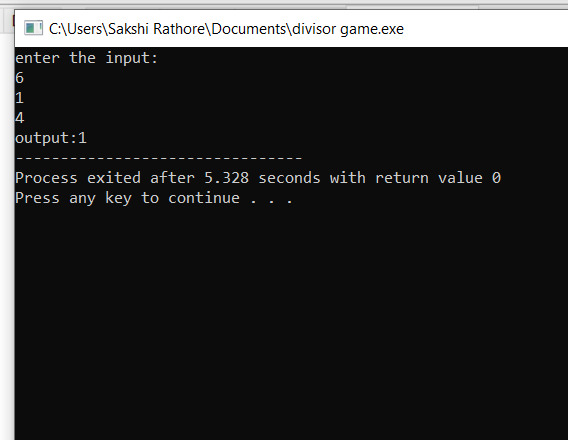 C:\Users\Sakshi Rathore\Documents\divisor game.exe
enter the input:
6
1
4
output:1
--------------------------------
Process exited after 5.328 seconds with return value 0
Press any key to continue . . .